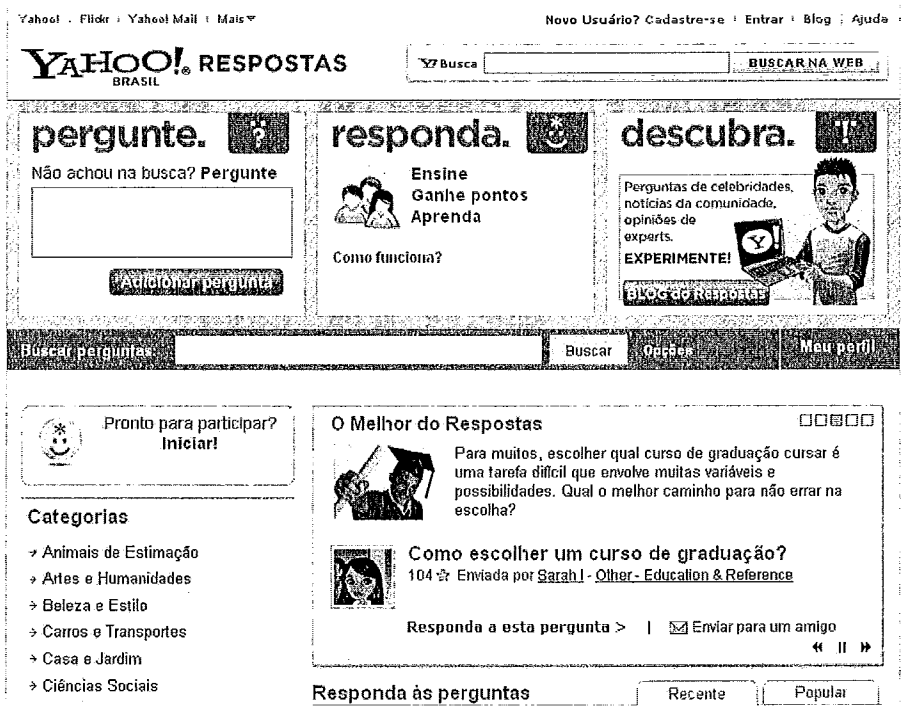 Yahoo! Flickr Yahoo! Mail Mais
Novo Usuário? Cadastre-se Entrar Blog Ajuda
YAHOO! RESPOSTAS
BRASIL
Y! Busca BUSCAR NA WEB
pergunte. ?
Não achou na busca? Pergunte
Adicionar pergunta
responda.
Ensine
Ganhe pontos
Aprenda
Como funciona?
descubra. !
Perguntas de celebridades,
notícias da comunidade,
opiniões de
experts.
EXPERIMENTE!
Y!
BLOG do Respostas
Buscar perguntas Buscar Opções Meu perfil
Pronto para participar?
Iniciar!
Categorias
→ Animais de Estimação
→ Artes e Humanidades
→ Beleza e Estilo
→ Carros e Transportes
→ Casa e Jardim
→ Ciências Sociais
O Melhor do Respostas
Para muitos, escolher qual curso de graduação cursar é
uma tarefa difícil que envolve muitas variáveis e
possibilidades. Qual o melhor caminho para não errar na
escolha?
Como escolher um curso de graduação?
104 ☆ Enviada por Sarah I - Other - Education & Reference
Responda a esta pergunta > | Enviar para um amigo
Responda às perguntas Recente Popular